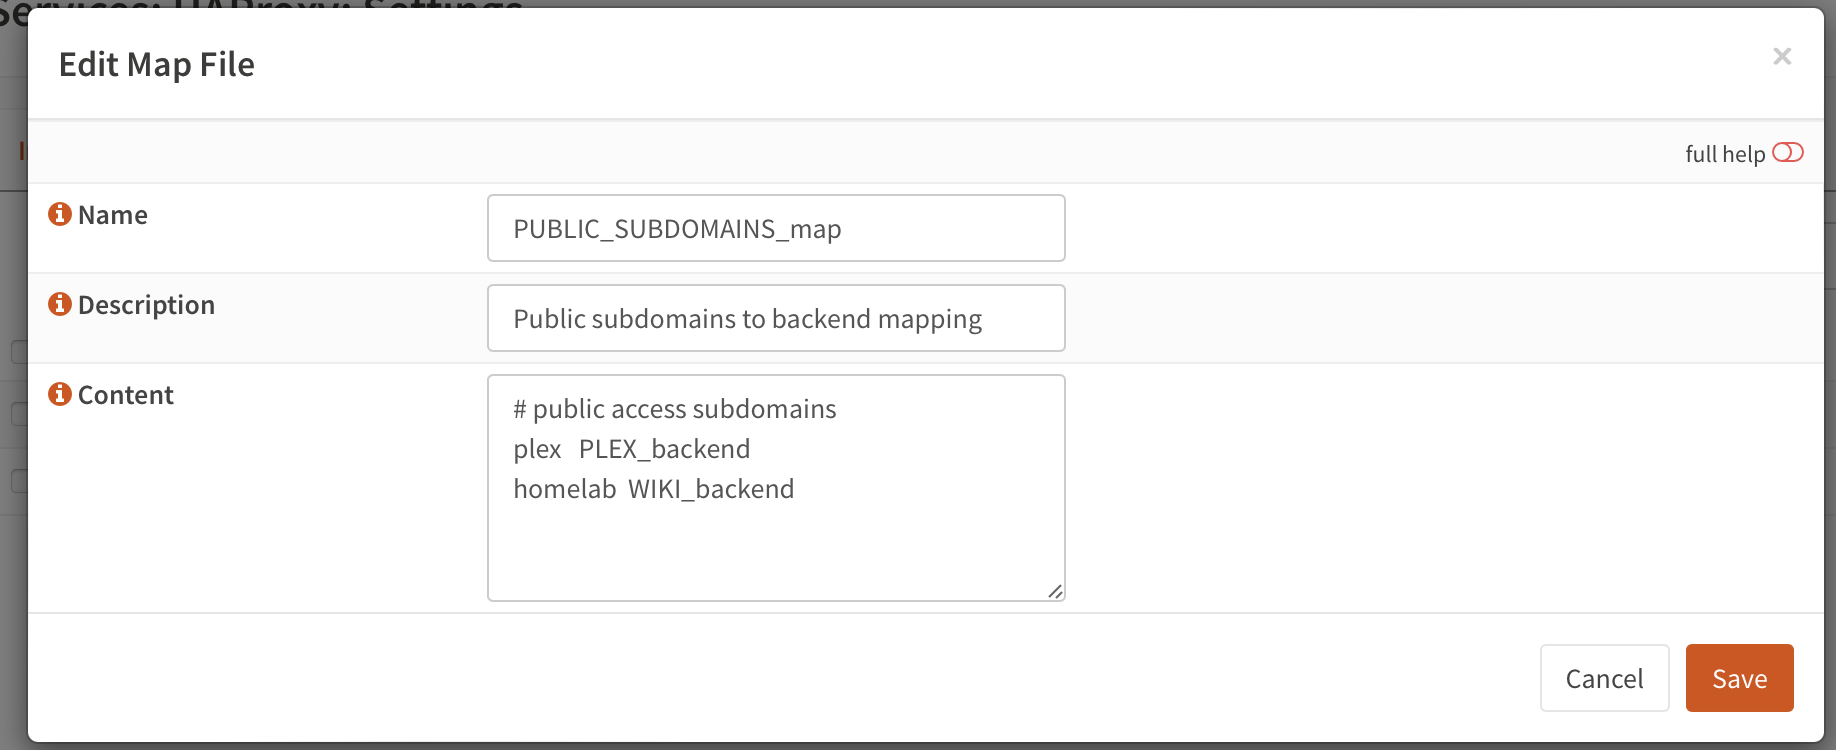 Services: HAProxy: Settings
Edit Map File
×
full help
Name
PUBLIC_SUBDOMAINS_map
Description
Public subdomains to backend mapping
Content
# public access subdomains
plex   PLEX_backend
homelab  WIKI_backend
Cancel
Save